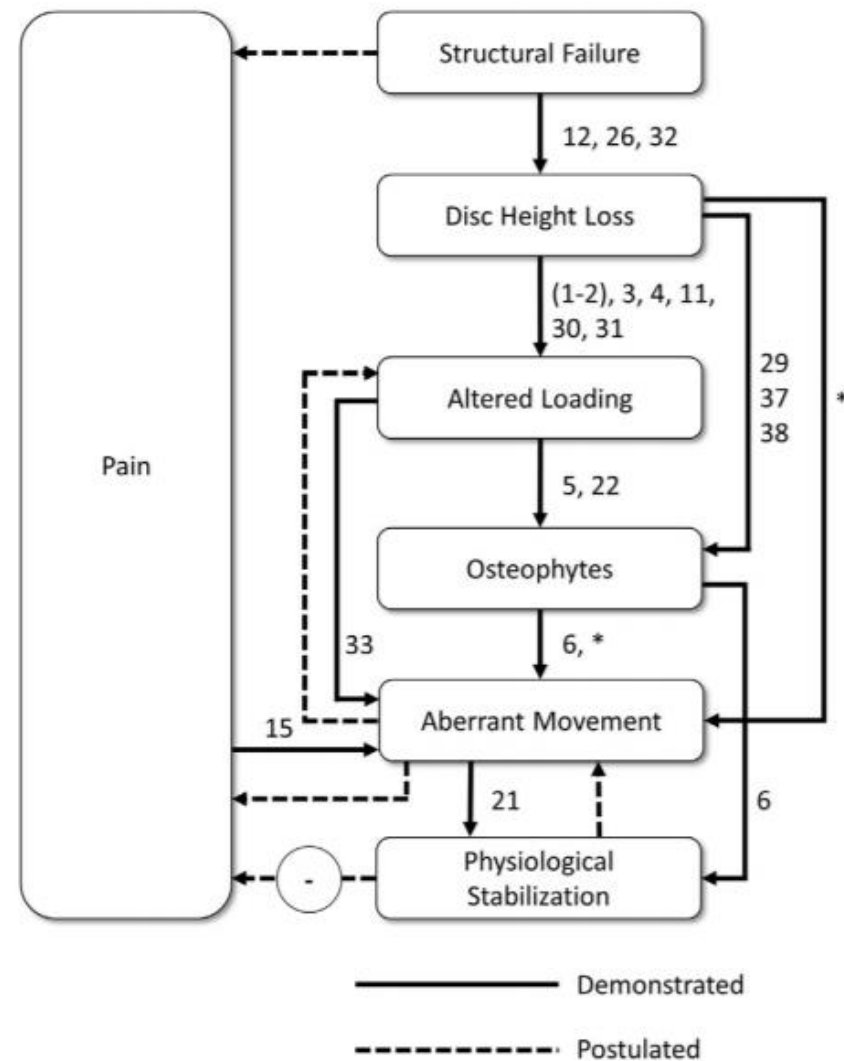 Structural Failure
12, 26, 32
Disc Height Loss
(1-2), 3, 4, 11,
30, 31
29
37
38
*
Altered Loading
Pain
5, 22
Osteophytes
33
6, *
Aberrant Movement
15
21
6
Physiological
Stabilization
-
Demonstrated
Postulated